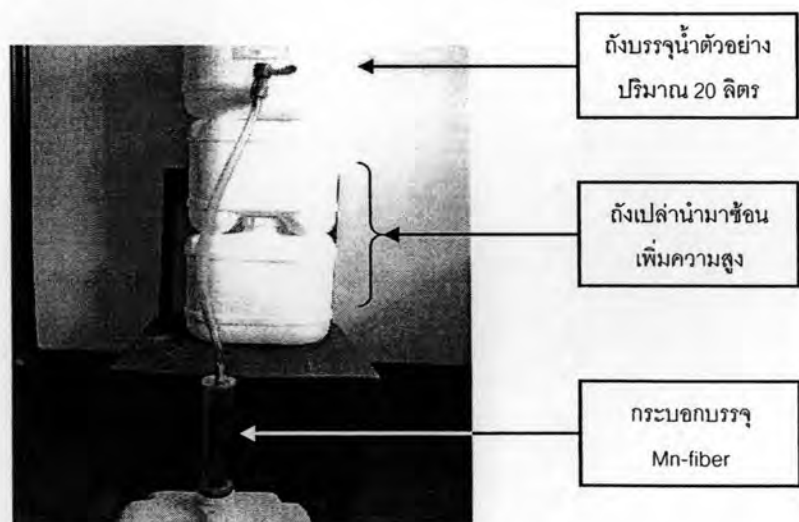 ถังบรรจุน้ำตัวอย่าง
ปริมาณ 20 ลิตร
ถังเปล่านำมาซ้อน
เพิ่มความสูง
กระบอกบรรจุ
Mn-fiber